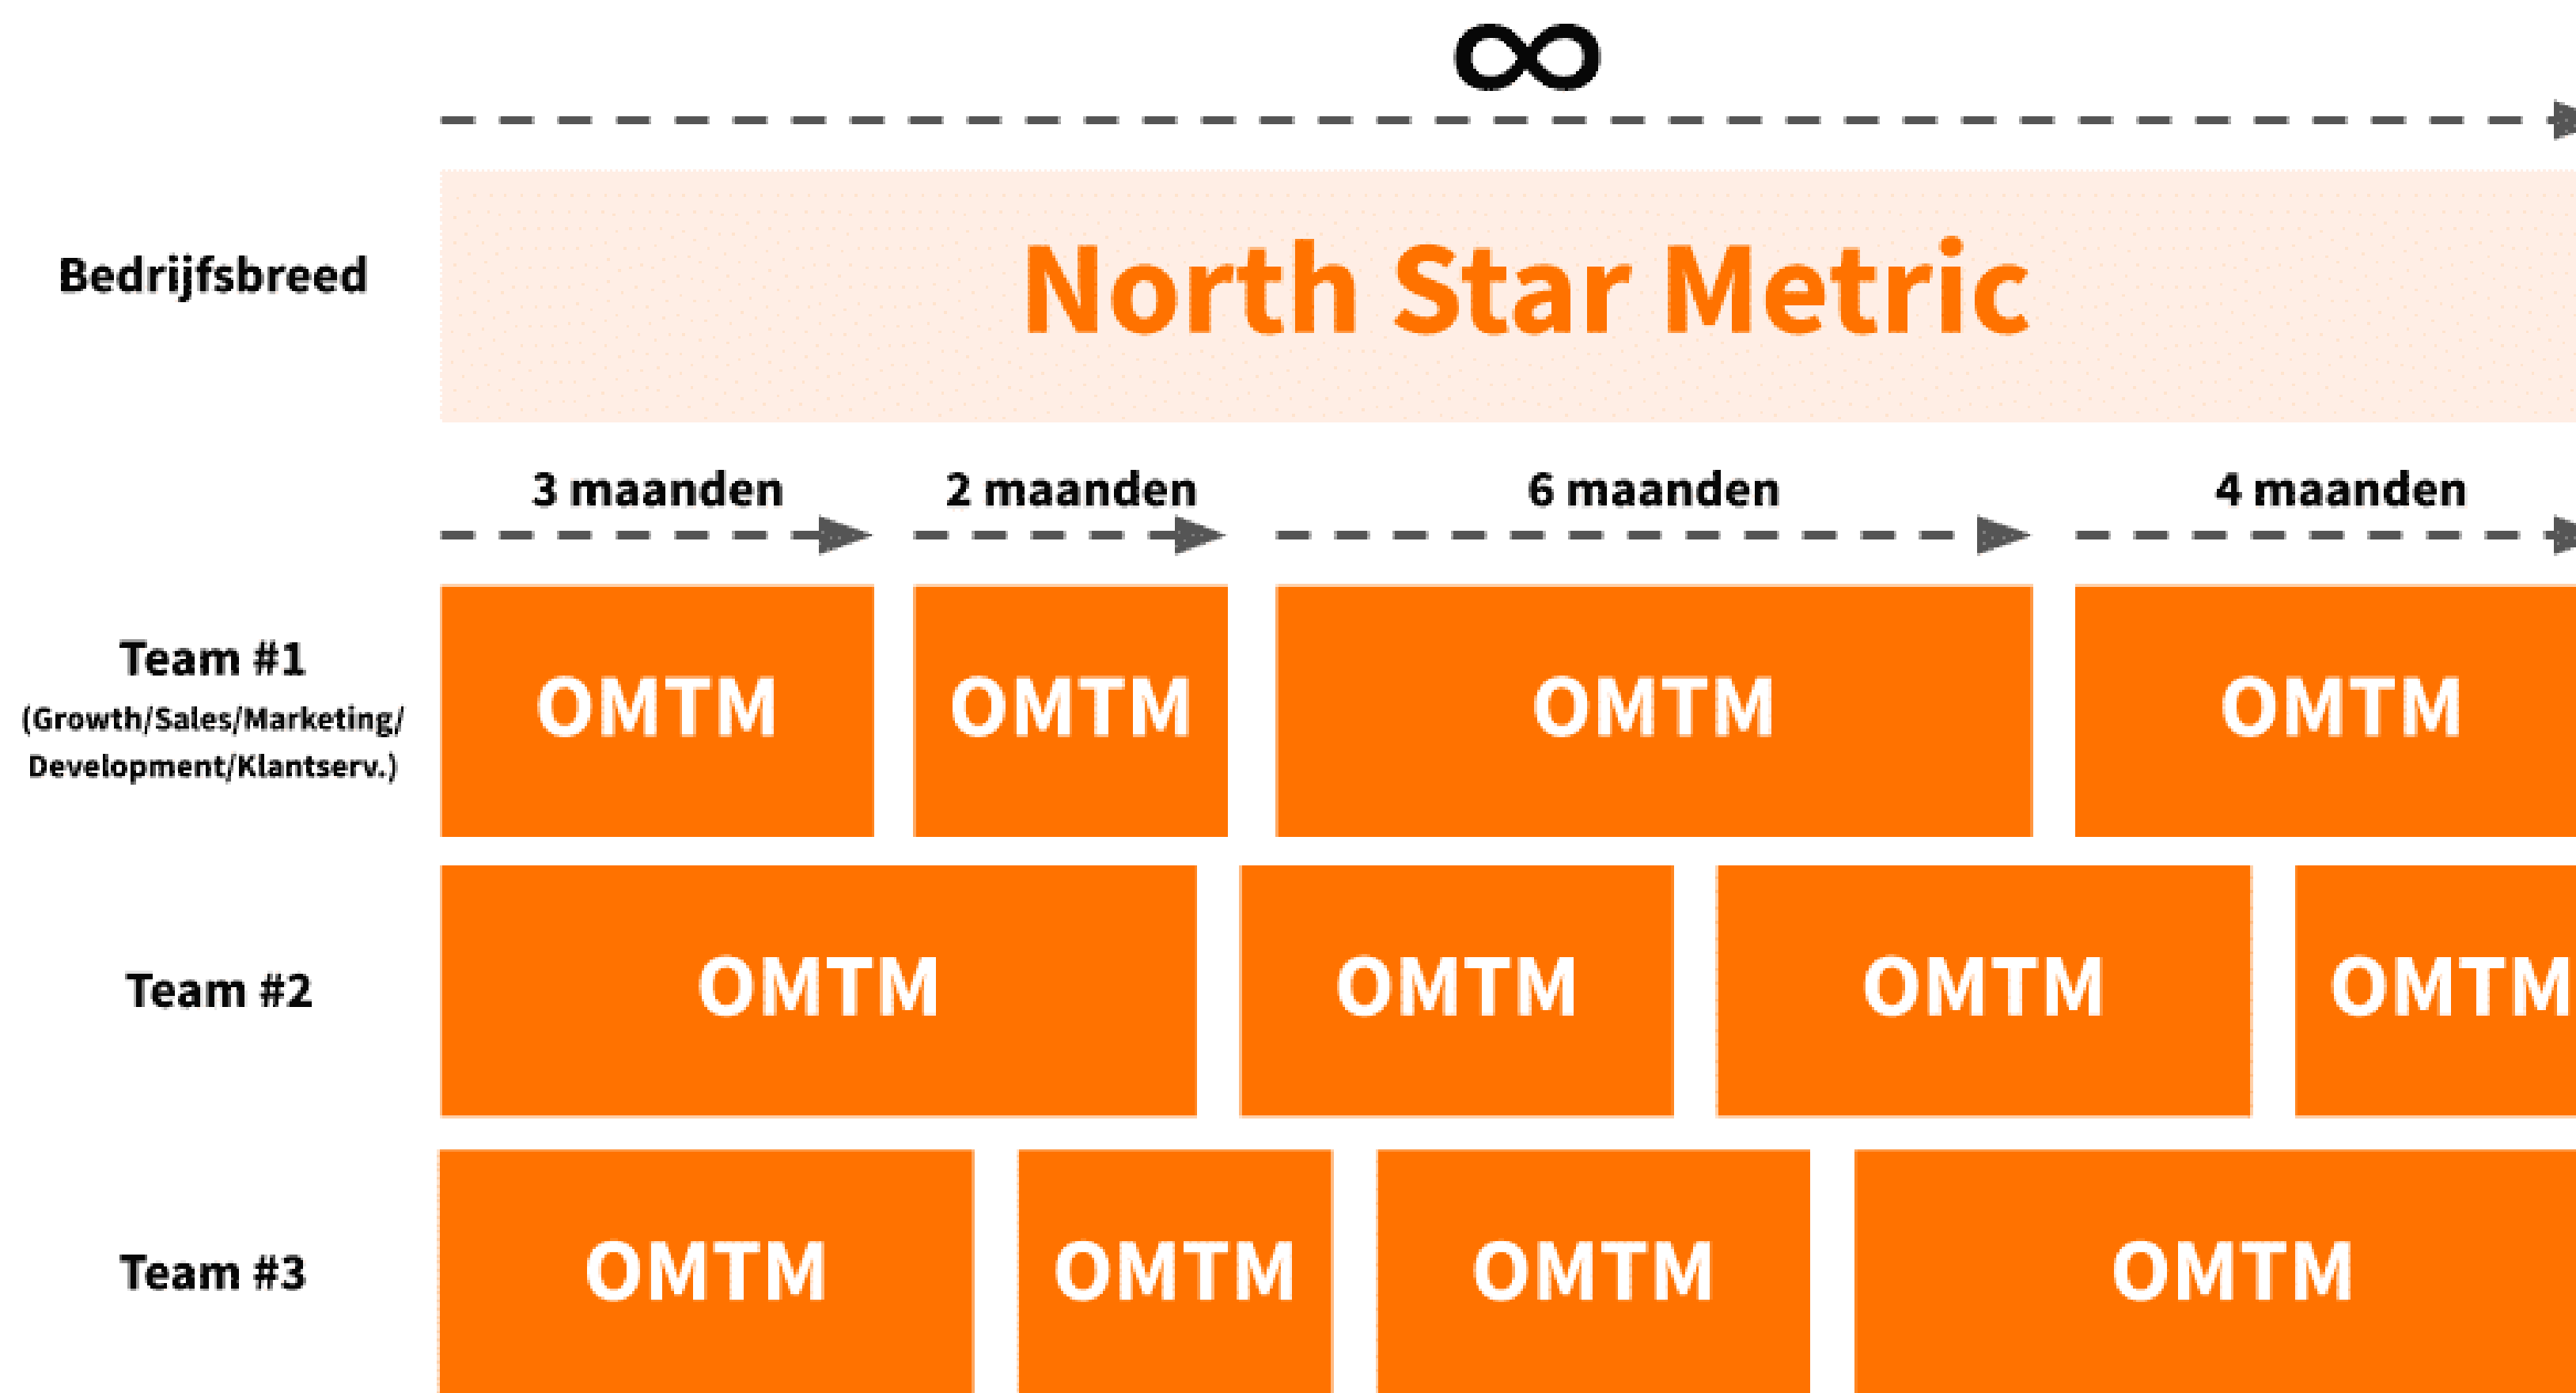 ∞
Bedrijfsbreed
North Star Metric
3 maanden
2 maanden
6 maanden
4 maanden
Team #1
(Growth/Sales/Marketing/
Development/Klantserv.)
OMTM
OMTM
OMTM
OMTM
Team #2
OMTM
OMTM
OMTM
OMTM
Team #3
OMTM
OMTM
OMTM
OMTM